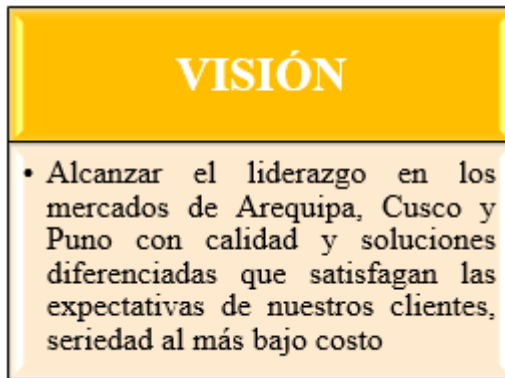 VISIÓN
• Alcanzar el liderazgo en los
mercados de Arequipa, Cusco y
Puno con calidad y soluciones
diferenciadas que satisfagan las
expectativas de nuestros clientes,
seriedad al más bajo costo